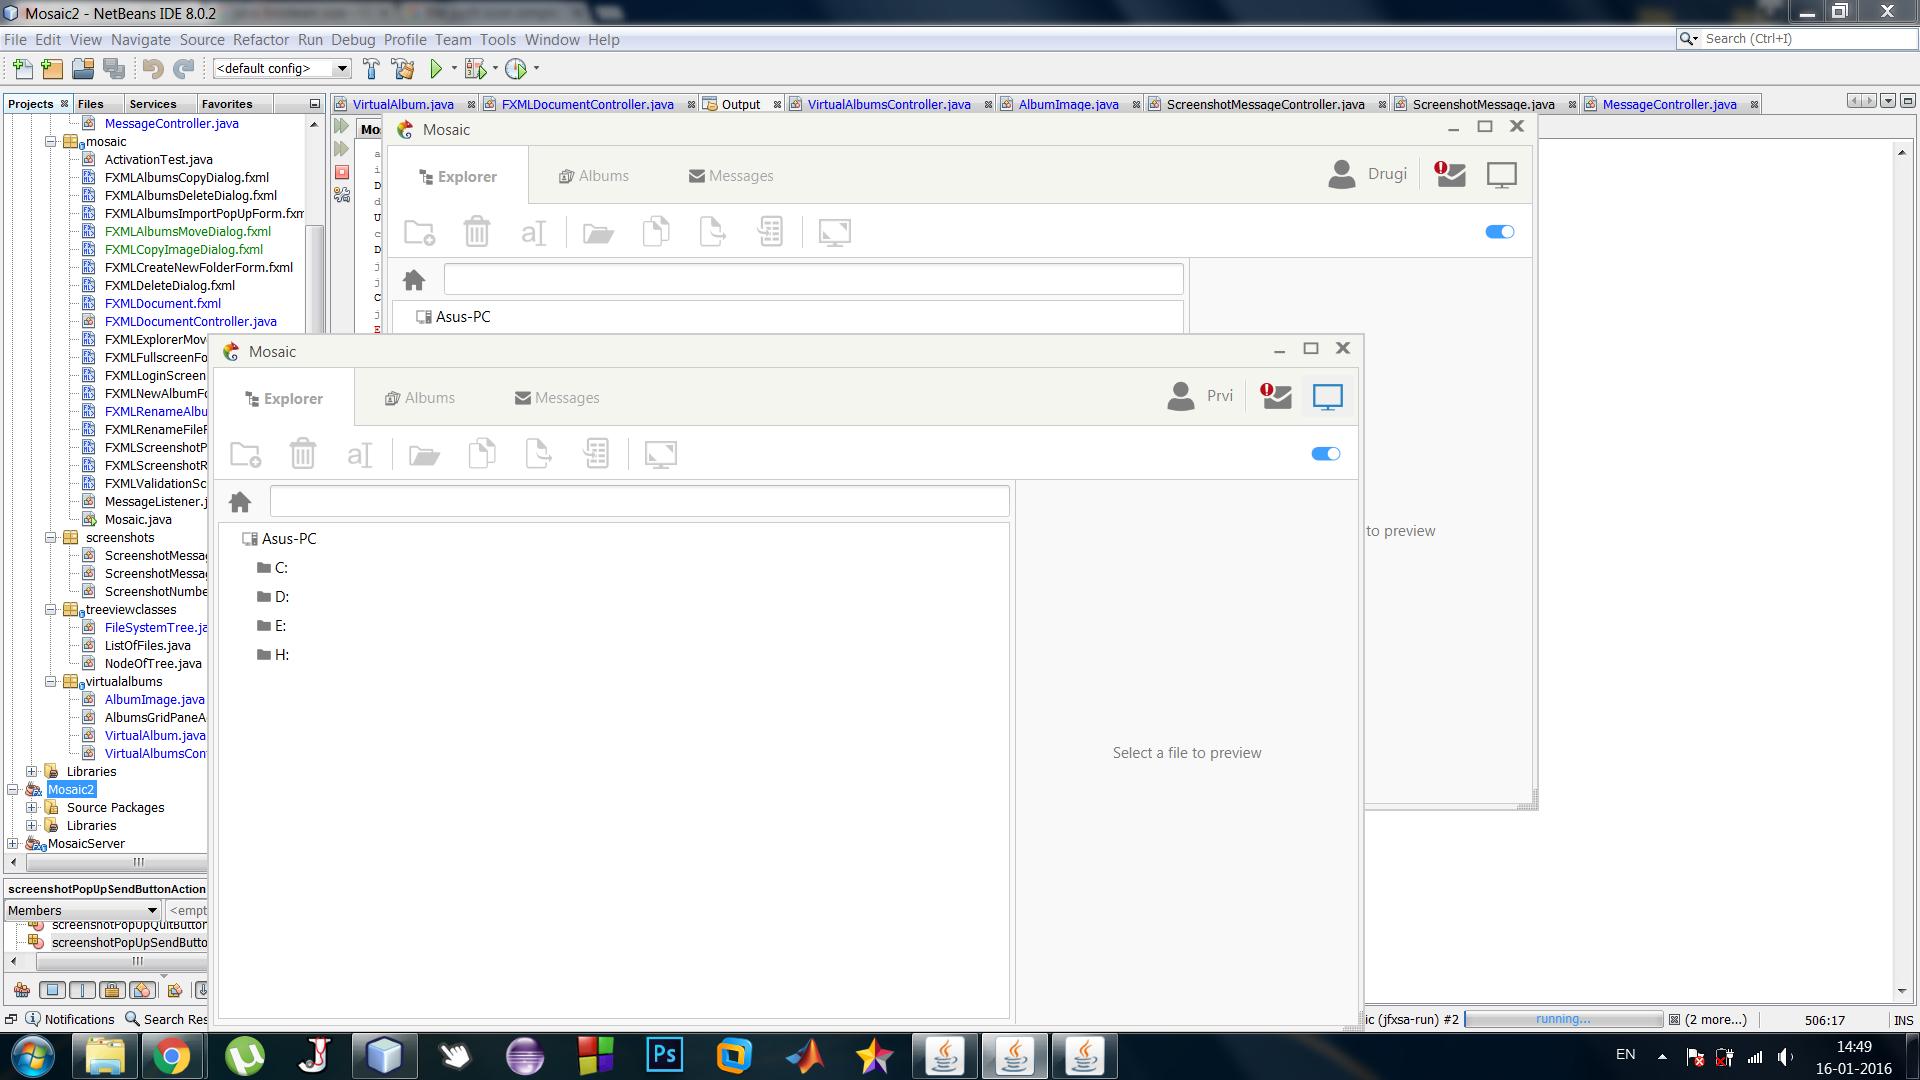 Mosaic2 - NetBeans IDE 8.0.2
File Edit View Navigate Source Refactor Run Debug Profile Team Tools Window Help
Search (Ctrl+I)
<default config>
Projects Files Services Favorites
VirtualAlbum.java FXMLDocumentController.java Output VirtualAlbumsController.java AlbumImage.java ScreenshotMessageController.java ScreenshotMessage.java MessageController.java
MessageController.java
mosaic
ActivationTest.java
FXMLAlbumsCopyDialog.fxml
FXMLAlbumsDeleteDialog.fxml
FXMLAlbumsImportPopUpForm.fxm
FXMLAlbumsMoveDialog.fxml
FXMLCopyImageDialog.fxml
FXMLCreateNewFolderForm.fxml
FXMLDeleteDialog.fxml
FXMLDocument.fxml
FXMLDocumentController.java
FXMLExplorerMov
FXMLFullscreenFo
FXMLLoginScreen
FXMLNewAlbumFo
FXMLRenameAlbu
FXMLRenameFileF
FXMLScreenshotP
FXMLScreenshotR
FXMLValidationSc
MessageListener.j
Mosaic.java
screenshots
ScreenshotMessa
ScreenshotMessa
ScreenshotNumbe
treeviewclasses
FileSystemTree.ja
ListOfFiles.java
NodeOfTree.java
virtualalbums
AlbumImage.java
AlbumsGridPaneA
VirtualAlbum.java
VirtualAlbumsCon
Libraries
Mosaic2
Source Packages
Libraries
MosaicServer
screenshotPopUpSendButtonAction
Members <empt
screenshotPopUpQuitButton
screenshotPopUpSendButto
Notifications Search Res
Mos
Mosaic
Explorer Albums Messages Drugi
Asus-PC
to preview
Mosaic
Explorer Albums Messages Prvi
Asus-PC
C:
D:
E:
H:
Select a file to preview
ic (jfxsa-run) #2 running... (2 more...) 506:17 INS
Ps
EN
14:49
16-01-2016